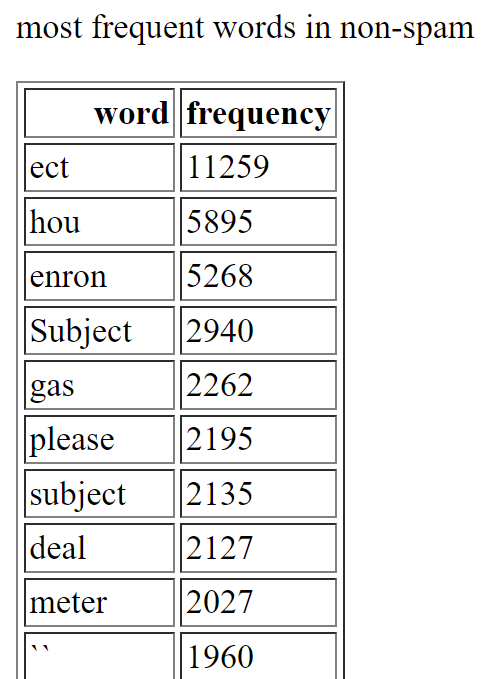 most frequent words in non-spam
word frequency
ect 11259
hou 5895
enron 5268
Subject 2940
gas 2262
please 2195
subject 2135
deal 2127
meter 2027
`` 1960